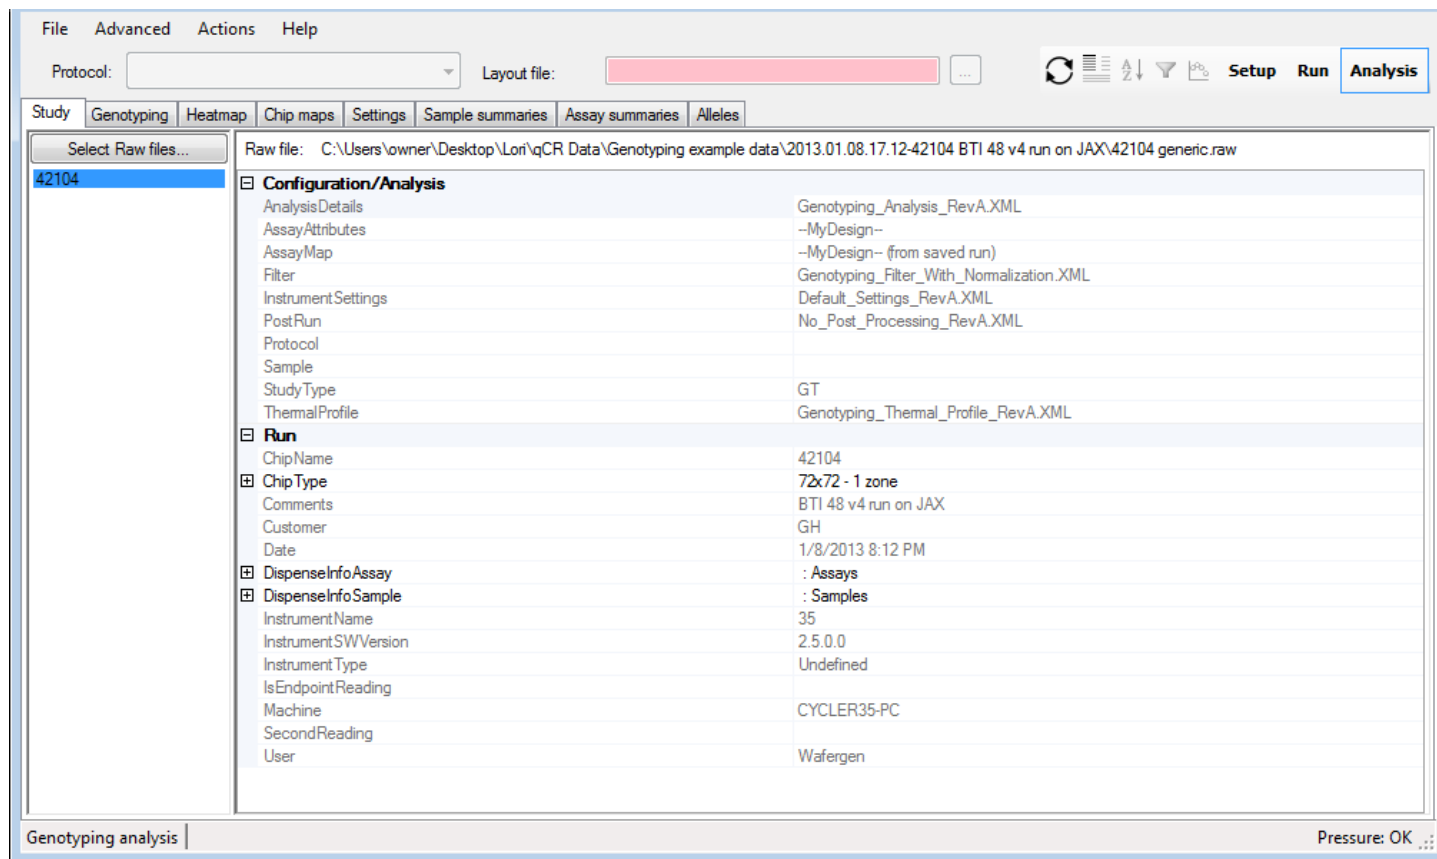 File Advanced Actions Help
Protocol: Layout file: ... Setup Run Analysis
Study Genotyping Heatmap Chip maps Settings Sample summaries Assay summaries Alleles
Select Raw files... Raw file: C:\Users\owner\Desktop\Lori\qCR Data\Genotyping example data\2013.01.08.17.12-42104 BTI 48 v4 run on JAX\42104 generic.raw
42104 Configuration/Analysis
AnalysisDetails Genotyping_Analysis_RevA.XML
AssayAttributes --MyDesign--
AssayMap --MyDesign-- (from saved run)
Filter Genotyping_Filter_With_Normalization.XML
InstrumentSettings Default_Settings_RevA.XML
PostRun No_Post_Processing_RevA.XML
Protocol
Sample
StudyType GT
ThermalProfile Genotyping_Thermal_Profile_RevA.XML
Run
ChipName 42104
ChipType 72x72 - 1 zone
Comments BTI 48 v4 run on JAX
Customer GH
Date 1/8/2013 8:12 PM
DispenseInfoAssay : Assays
DispenseInfoSample : Samples
InstrumentName 35
InstrumentSWVersion 2.5.0.0
InstrumentType Undefined
IsEndpointReading
Machine CYCLER35-PC
SecondReading
User Wafergen
Genotyping analysis Pressure: OK